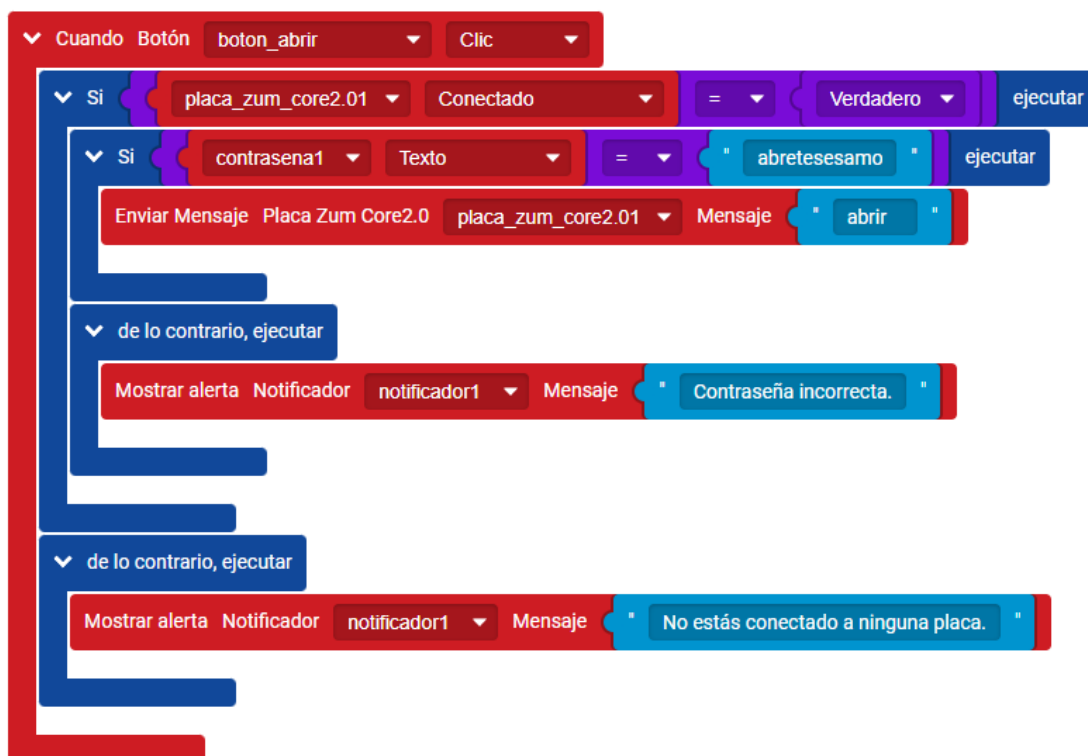 Cuando Botón boton_abrir Clic
Si placa_zum_core2.01 Conectado = Verdadero ejecutar
Si contrasena1 Texto = " abretesesamo " ejecutar
Enviar Mensaje Placa Zum Core2.0 placa_zum_core2.01 Mensaje " abrir "
de lo contrario, ejecutar
Mostrar alerta Notificador notificador1 Mensaje " Contraseña incorrecta. "
de lo contrario, ejecutar
Mostrar alerta Notificador notificador1 Mensaje " No estás conectado a ninguna placa. "